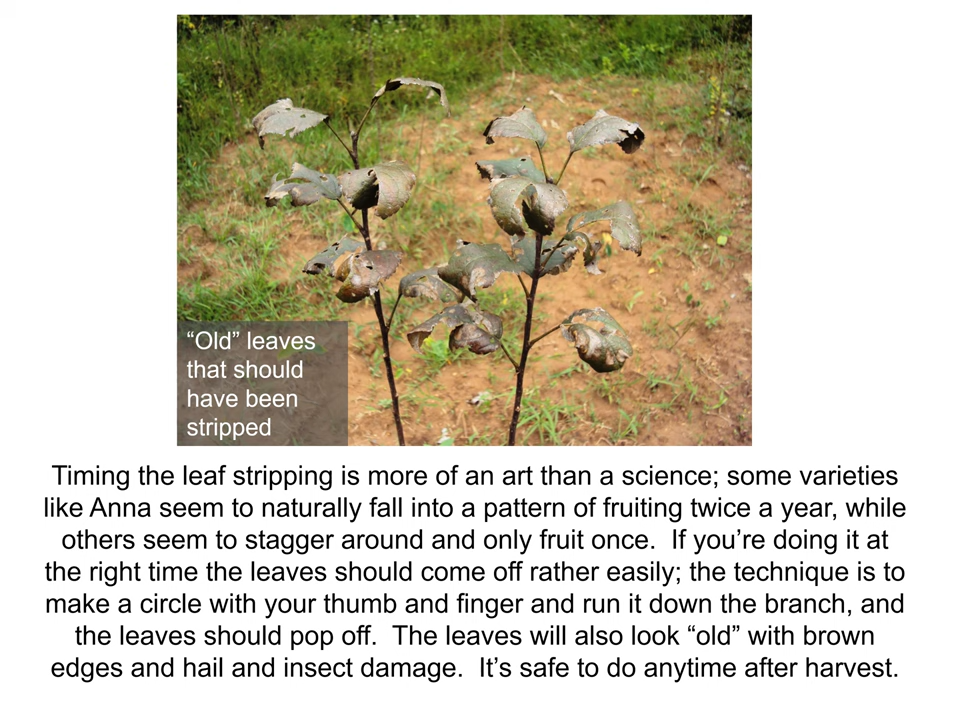 “Old” leaves
that should
have been
stripped
Timing the leaf stripping is more of an art than a science; some varieties
like Anna seem to naturally fall into a pattern of fruiting twice a year, while
others seem to stagger around and only fruit once.  If you’re doing it at
the right time the leaves should come off rather easily; the technique is to
make a circle with your thumb and finger and run it down the branch, and
the leaves should pop off.  The leaves will also look “old” with brown
edges and hail and insect damage.  It’s safe to do anytime after harvest.